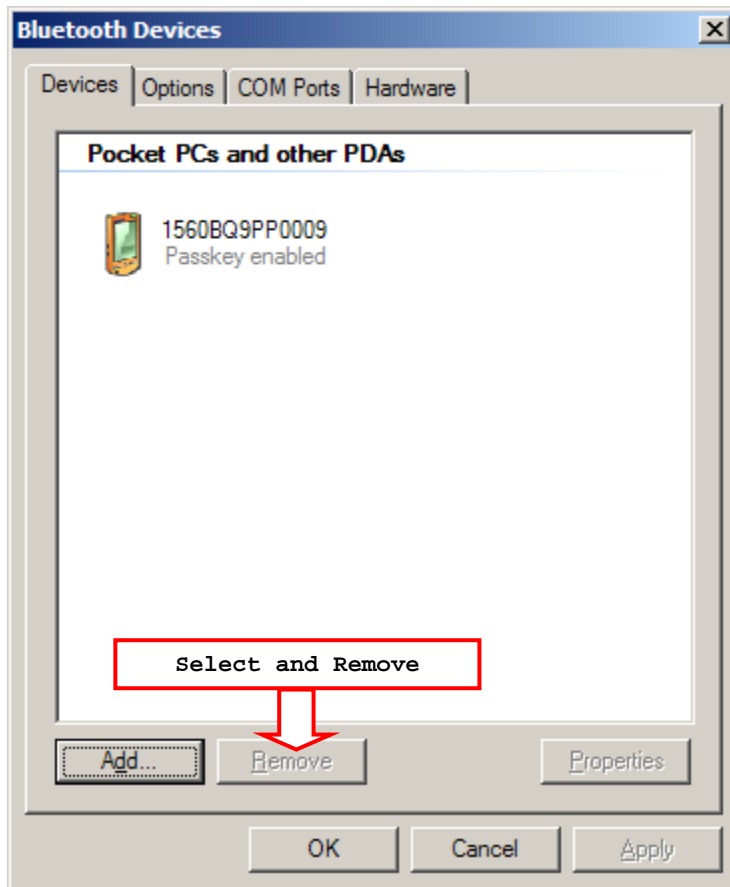 Bluetooth Devices
Devices Options COM Ports Hardware
Pocket PCs and other PDAs
1560BQ9PP0009
Passkey enabled
Select and Remove
Add... Remove Properties
OK Cancel Apply